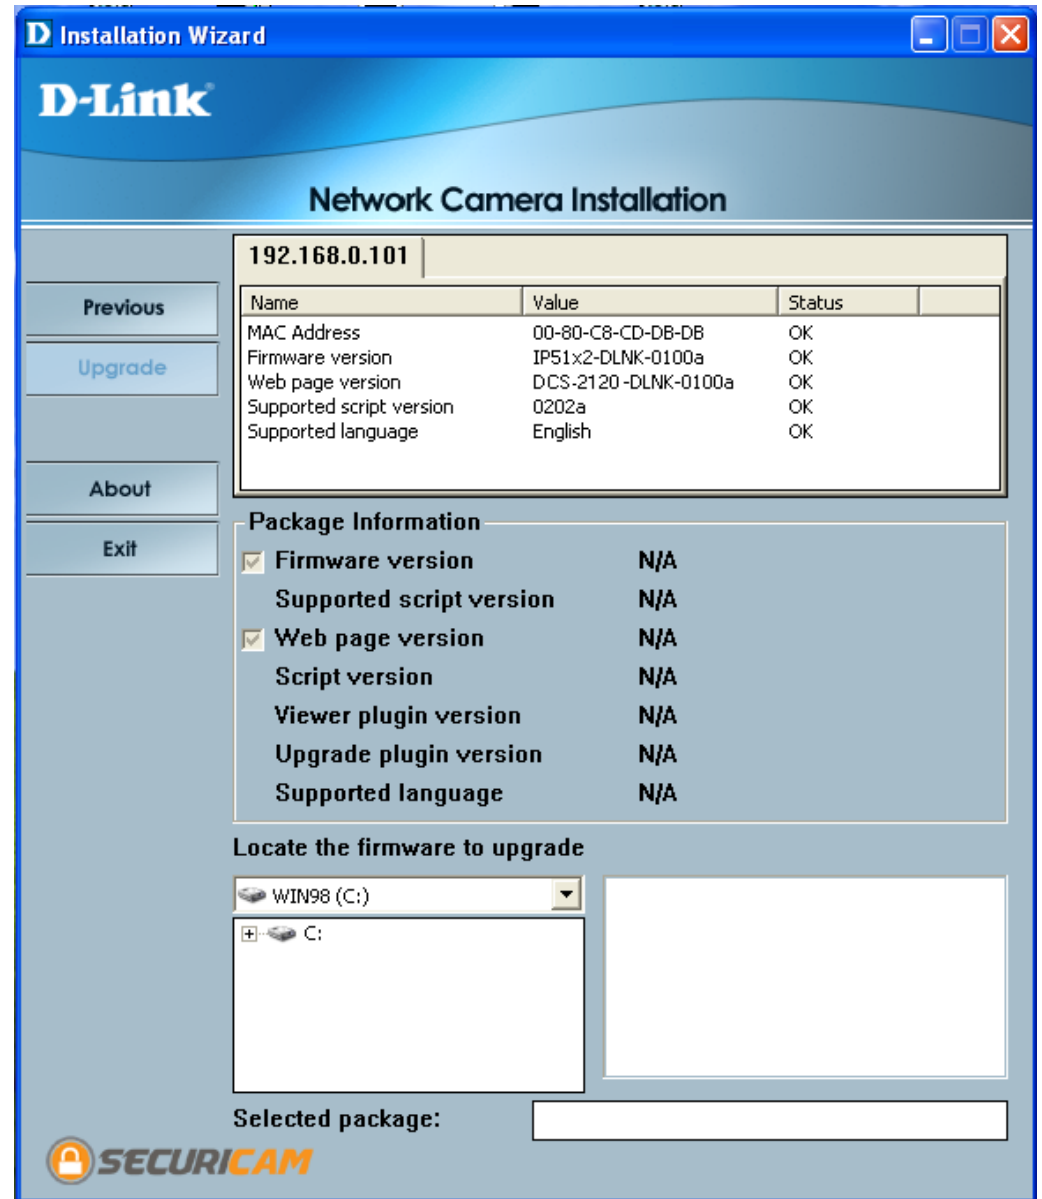 D Installation Wizard
D-Link®
Network Camera Installation
192.168.0.101
Previous
Upgrade
About
Exit
Name Value Status
MAC Address 00-80-C8-CD-DB-DB OK
Firmware version IP51x2-DLNK-0100a OK
Web page version DCS-2120-DLNK-0100a OK
Supported script version 0202a OK
Supported language English OK
Package Information
Firmware version N/A
Supported script version N/A
Web page version N/A
Script version N/A
Viewer plugin version N/A
Upgrade plugin version N/A
Supported language N/A
Locate the firmware to upgrade
WIN98 (C:)
C:
Selected package:
SECURICAM